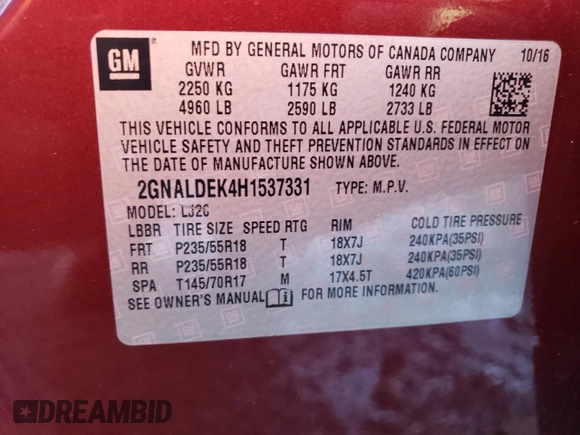 GM
MFD BY GENERAL MOTORS OF CANADA COMPANY 10/16
GVWR GAWR FRT GAWR RR
2250 KG 1175 KG 1240 KG
4960 LB 2590 LB 2733 LB
THIS VEHICLE CONFORMS TO ALL APPLICABLE U.S. FEDERAL MOTOR
VEHICLE SAFETY AND THEFT PREVENTION STANDARDS IN EFFECT ON
THE DATE OF MANUFACTURE SHOWN ABOVE.
2GNALDEK4H1537331 TYPE: M.P.V.
MODEL: LJ26
LBBR TIRE SIZE SPEED RTG RIM COLD TIRE PRESSURE
FRT P235/55R18 T 18X7J 240KPA(35PSI)
RR P235/55R18 T 18X7J 240KPA(35PSI)
SPA T145/70R17 M 17X4.5T 420KPA(60PSI)
SEE OWNER'S MANUAL FOR MORE INFORMATION.
DREAMBID